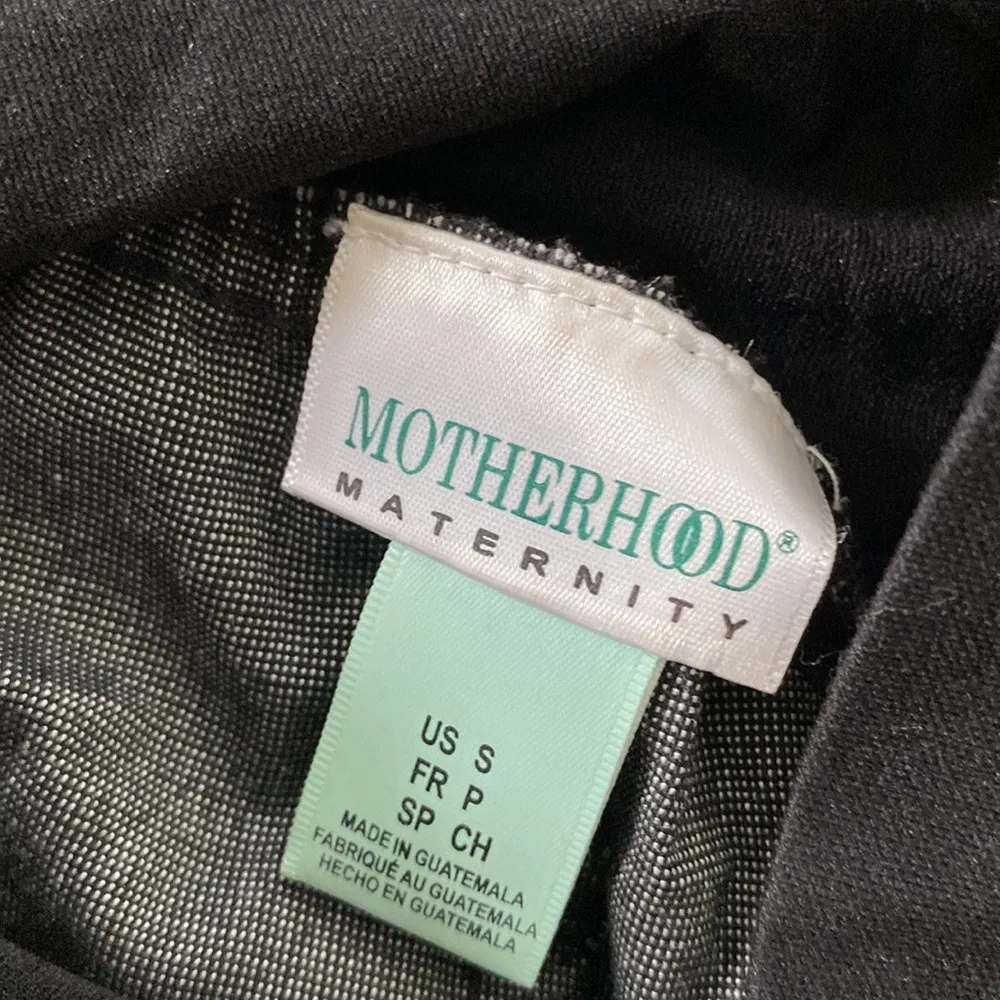 MOTHERHOOD®
MATERNITY
US S
FR P
SP CH
MADE IN GUATEMALA
FABRIQUÉ AU GUATEMALA
HECHO EN GUATEMALA